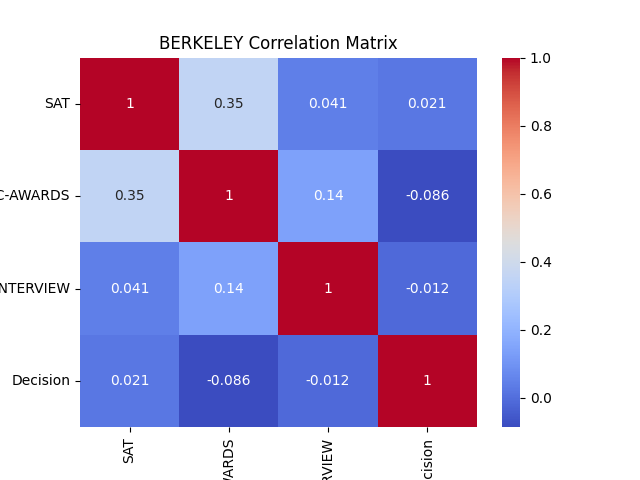 BERKELEY Correlation Matrix
SAT 1 0.35 0.041 0.021
C-AWARDS 0.35 1 0.14 -0.086
NTERVIEW 0.041 0.14 1 -0.012
Decision 0.021 -0.086 -0.012 1
SAT
WARDS
RVIEW
cision
1.0
0.8
0.6
0.4
0.2
0.0